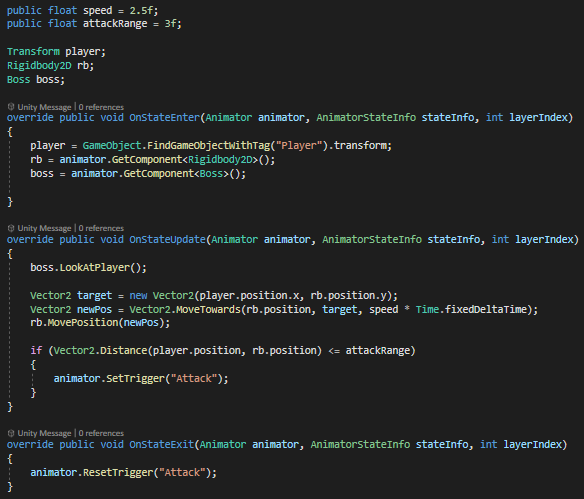 public float speed = 2.5f;
public float attackRange = 3f;
Transform player;
Rigidbody2D rb;
Boss boss;
Unity Message | 0 references
override public void OnStateEnter(Animator animator, AnimatorStateInfo stateInfo, int layerIndex)
{
player = GameObject.FindGameObjectWithTag("Player").transform;
rb = animator.GetComponent<Rigidbody2D>();
boss = animator.GetComponent<Boss>();
}
Unity Message | 0 references
override public void OnStateUpdate(Animator animator, AnimatorStateInfo stateInfo, int layerIndex)
{
boss.LookAtPlayer();
Vector2 target = new Vector2(player.position.x, rb.position.y);
Vector2 newPos = Vector2.MoveTowards(rb.position, target, speed * Time.fixedDeltaTime);
rb.MovePosition(newPos);
if (Vector2.Distance(player.position, rb.position) <= attackRange)
{
animator.SetTrigger("Attack");
}
}
Unity Message | 0 references
override public void OnStateExit(Animator animator, AnimatorStateInfo stateInfo, int layerIndex)
{
animator.ResetTrigger("Attack");
}